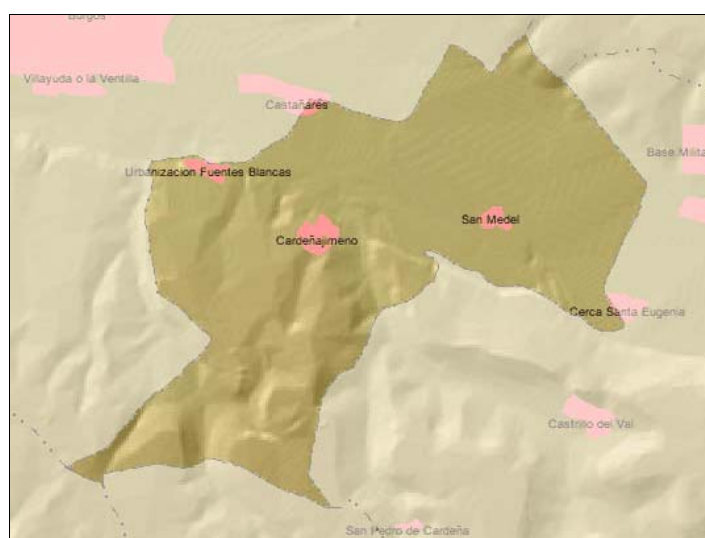 Burgos
Villayuda o la Ventilla
Castañares
Base Milita
Urbanizacion Fuentes Blancas
San Medel
Cardeñajimeno
Cerca Santa Eugenia
Castrillo del Val
San Pedro de Cardeña